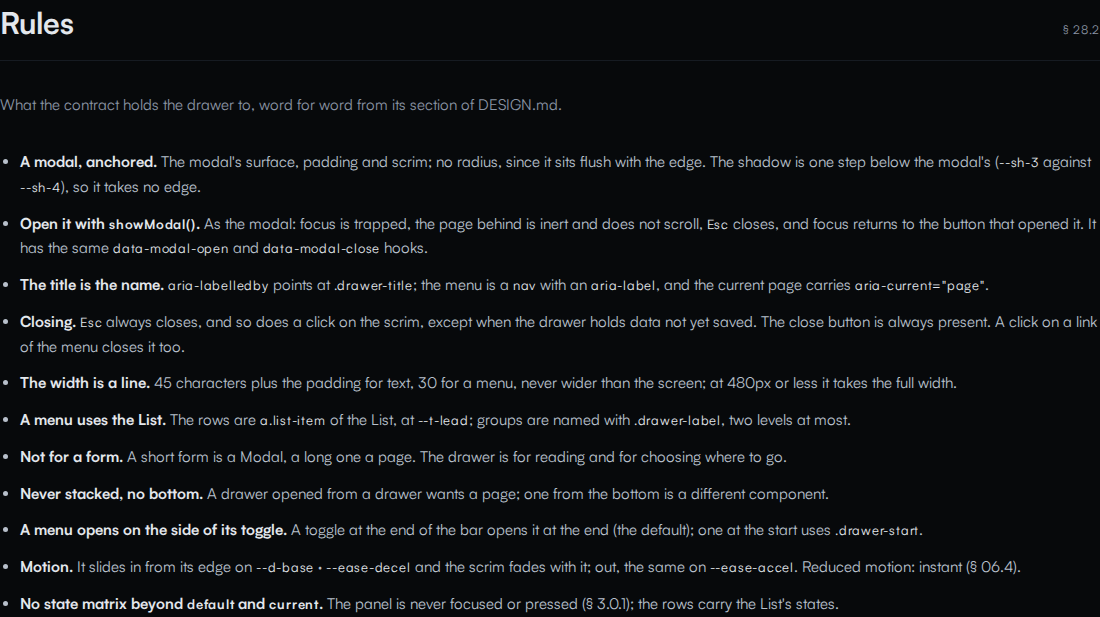 Rules
§ 28.2
What the contract holds the drawer to, word for word from its section of DESIGN.md.
• A modal, anchored. The modal's surface, padding and scrim; no radius, since it sits flush with the edge. The shadow is one step below the modal's (--sh-3 against
--sh-4), so it takes no edge.
• Open it with showModal(). As the modal: focus is trapped, the page behind is inert and does not scroll, Esc closes, and focus returns to the button that opened it. It
has the same data-modal-open and data-modal-close hooks.
• The title is the name. aria-labelledby points at .drawer-title; the menu is a nav with an aria-label, and the current page carries aria-current="page".
• Closing. Esc always closes, and so does a click on the scrim, except when the drawer holds data not yet saved. The close button is always present. A click on a link
of the menu closes it too.
• The width is a line. 45 characters plus the padding for text, 30 for a menu, never wider than the screen; at 480px or less it takes the full width.
• A menu uses the List. The rows are a.list-item of the List, at --t-lead; groups are named with .drawer-label, two levels at most.
• Not for a form. A short form is a Modal, a long one a page. The drawer is for reading and for choosing where to go.
• Never stacked, no bottom. A drawer opened from a drawer wants a page; one from the bottom is a different component.
• A menu opens on the side of its toggle. A toggle at the end of the bar opens it at the end (the default); one at the start uses .drawer-start.
• Motion. It slides in from its edge on --d-base · --ease-decel and the scrim fades with it; out, the same on --ease-accel. Reduced motion: instant (§ 06.4).
• No state matrix beyond default and current. The panel is never focused or pressed (§ 3.0.1); the rows carry the List's states.